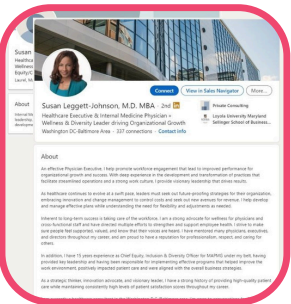 Susan
Healthca
Wellness
Equity/C
Laurel, M
About
Connect
View in Sales Navigator
More...
Susan Leggett-Johnson, M.D. MBA · 2nd
Healthcare Executive & Internal Medicine Physician •
Wellness & Diversity Leader driving Organizational Growth
Washington DC-Baltimore Area · 337 connections · Contact info
Private Consulting
Loyola University Maryland
Sellinger School of Business...
About
An effective Physician Executive, I help promote workforce engagement that lead to improved performance for
organizational growth and success. With deep experience in the development and transformation of practices that
facilitate streamlined operations and a strong work culture, I provide visionary leadership that drives results.
As healthcare continues to evolve at a swift pace, leaders must seek out future-proofing strategies for their organization,
embracing innovation and change management to control costs and seek out new avenues for revenue. I help develop
and manage effective plans while understanding the need for flexibility and adjustments as needed.
Inherent to long-term success is taking care of the workforce. I am a strong advocate for wellness for physicians and
cross-functional staff and have directed multiple efforts to strengthen and support employee health. I strive to make
sure people feel supported, valued, and know that their voices are heard. I have mentored many physicians, executives,
and directors throughout my career, and am proud to have a reputation for professionalism, respect, and caring for
others.
In addition, I have 15 years experience as Chief Equity, Inclusion & Diversity Officer for MAPMG under my belt, having
provided key leadership and having been responsible for implementing effective programs that helped improve the
work environment, positively impacted patient care and were aligned with the overall business strategies.
As a strategic thinker, innovation advocate, and visionary leader, I have a strong history of providing high-quality patient
care while maintaining consistently high levels of patient satisfaction scores throughout my career.